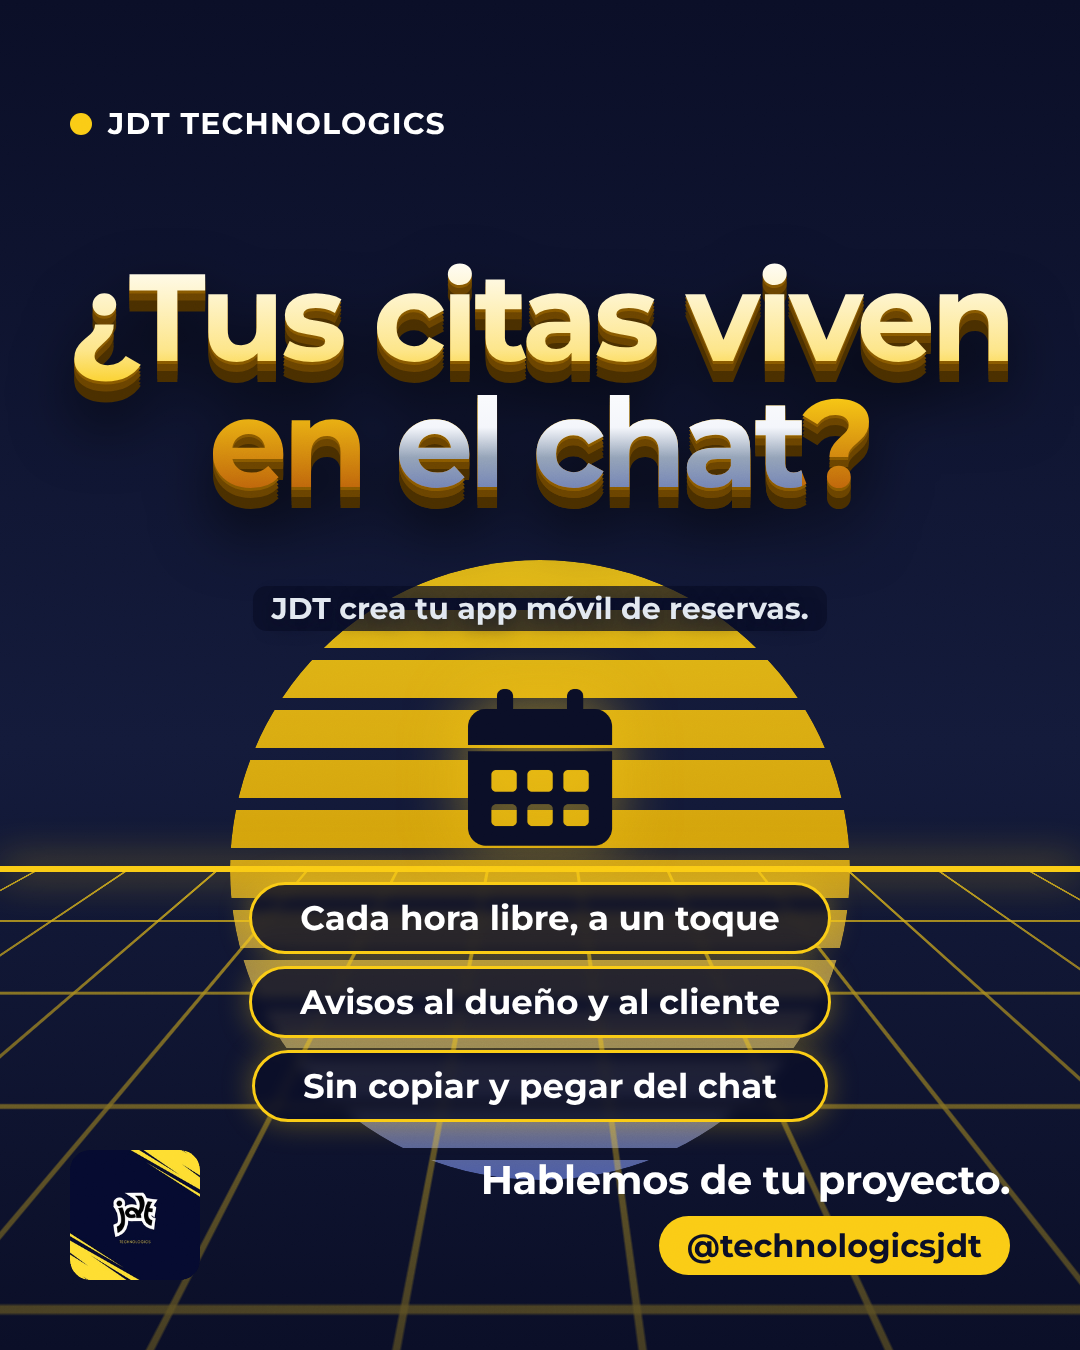 JDT TECHNOLOGICS
¿Tus citas viven
en el chat?
JDT crea tu app móvil de reservas.
Cada hora libre, a un toque
Avisos al dueño y al cliente
Sin copiar y pegar del chat
jdt
TECHNOLOGICS
Hablemos de tu proyecto.
@technologicsjdt